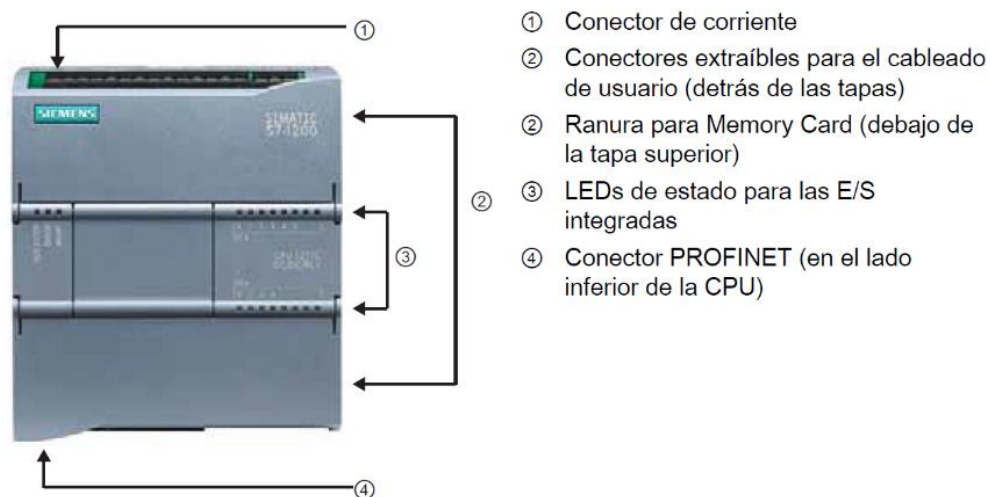 ①
② 
③
④
SIEMENS
SIMATIC
S7-1200
① Conector de corriente
② Conectores extraíbles para el cableado
de usuario (detrás de las tapas)
② Ranura para Memory Card (debajo de
la tapa superior)
③ LEDs de estado para las E/S
integradas
④ Conector PROFINET (en el lado
inferior de la CPU)